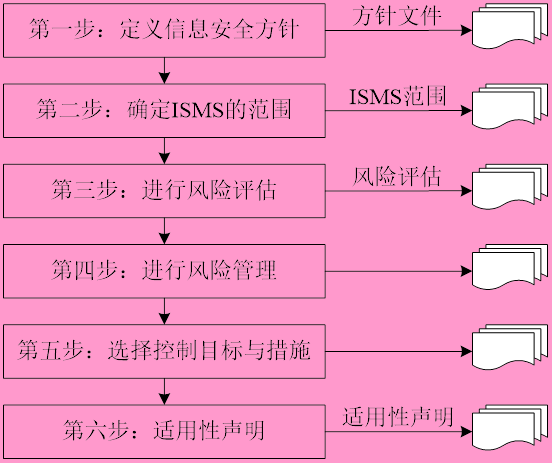 第一步：定义信息安全方针
方针文件
第二步：确定ISMS的范围
ISMS范围
第三步：进行风险评估
风险评估
第四步：进行风险管理
第五步：选择控制目标与措施
第六步：适用性声明
适用性声明